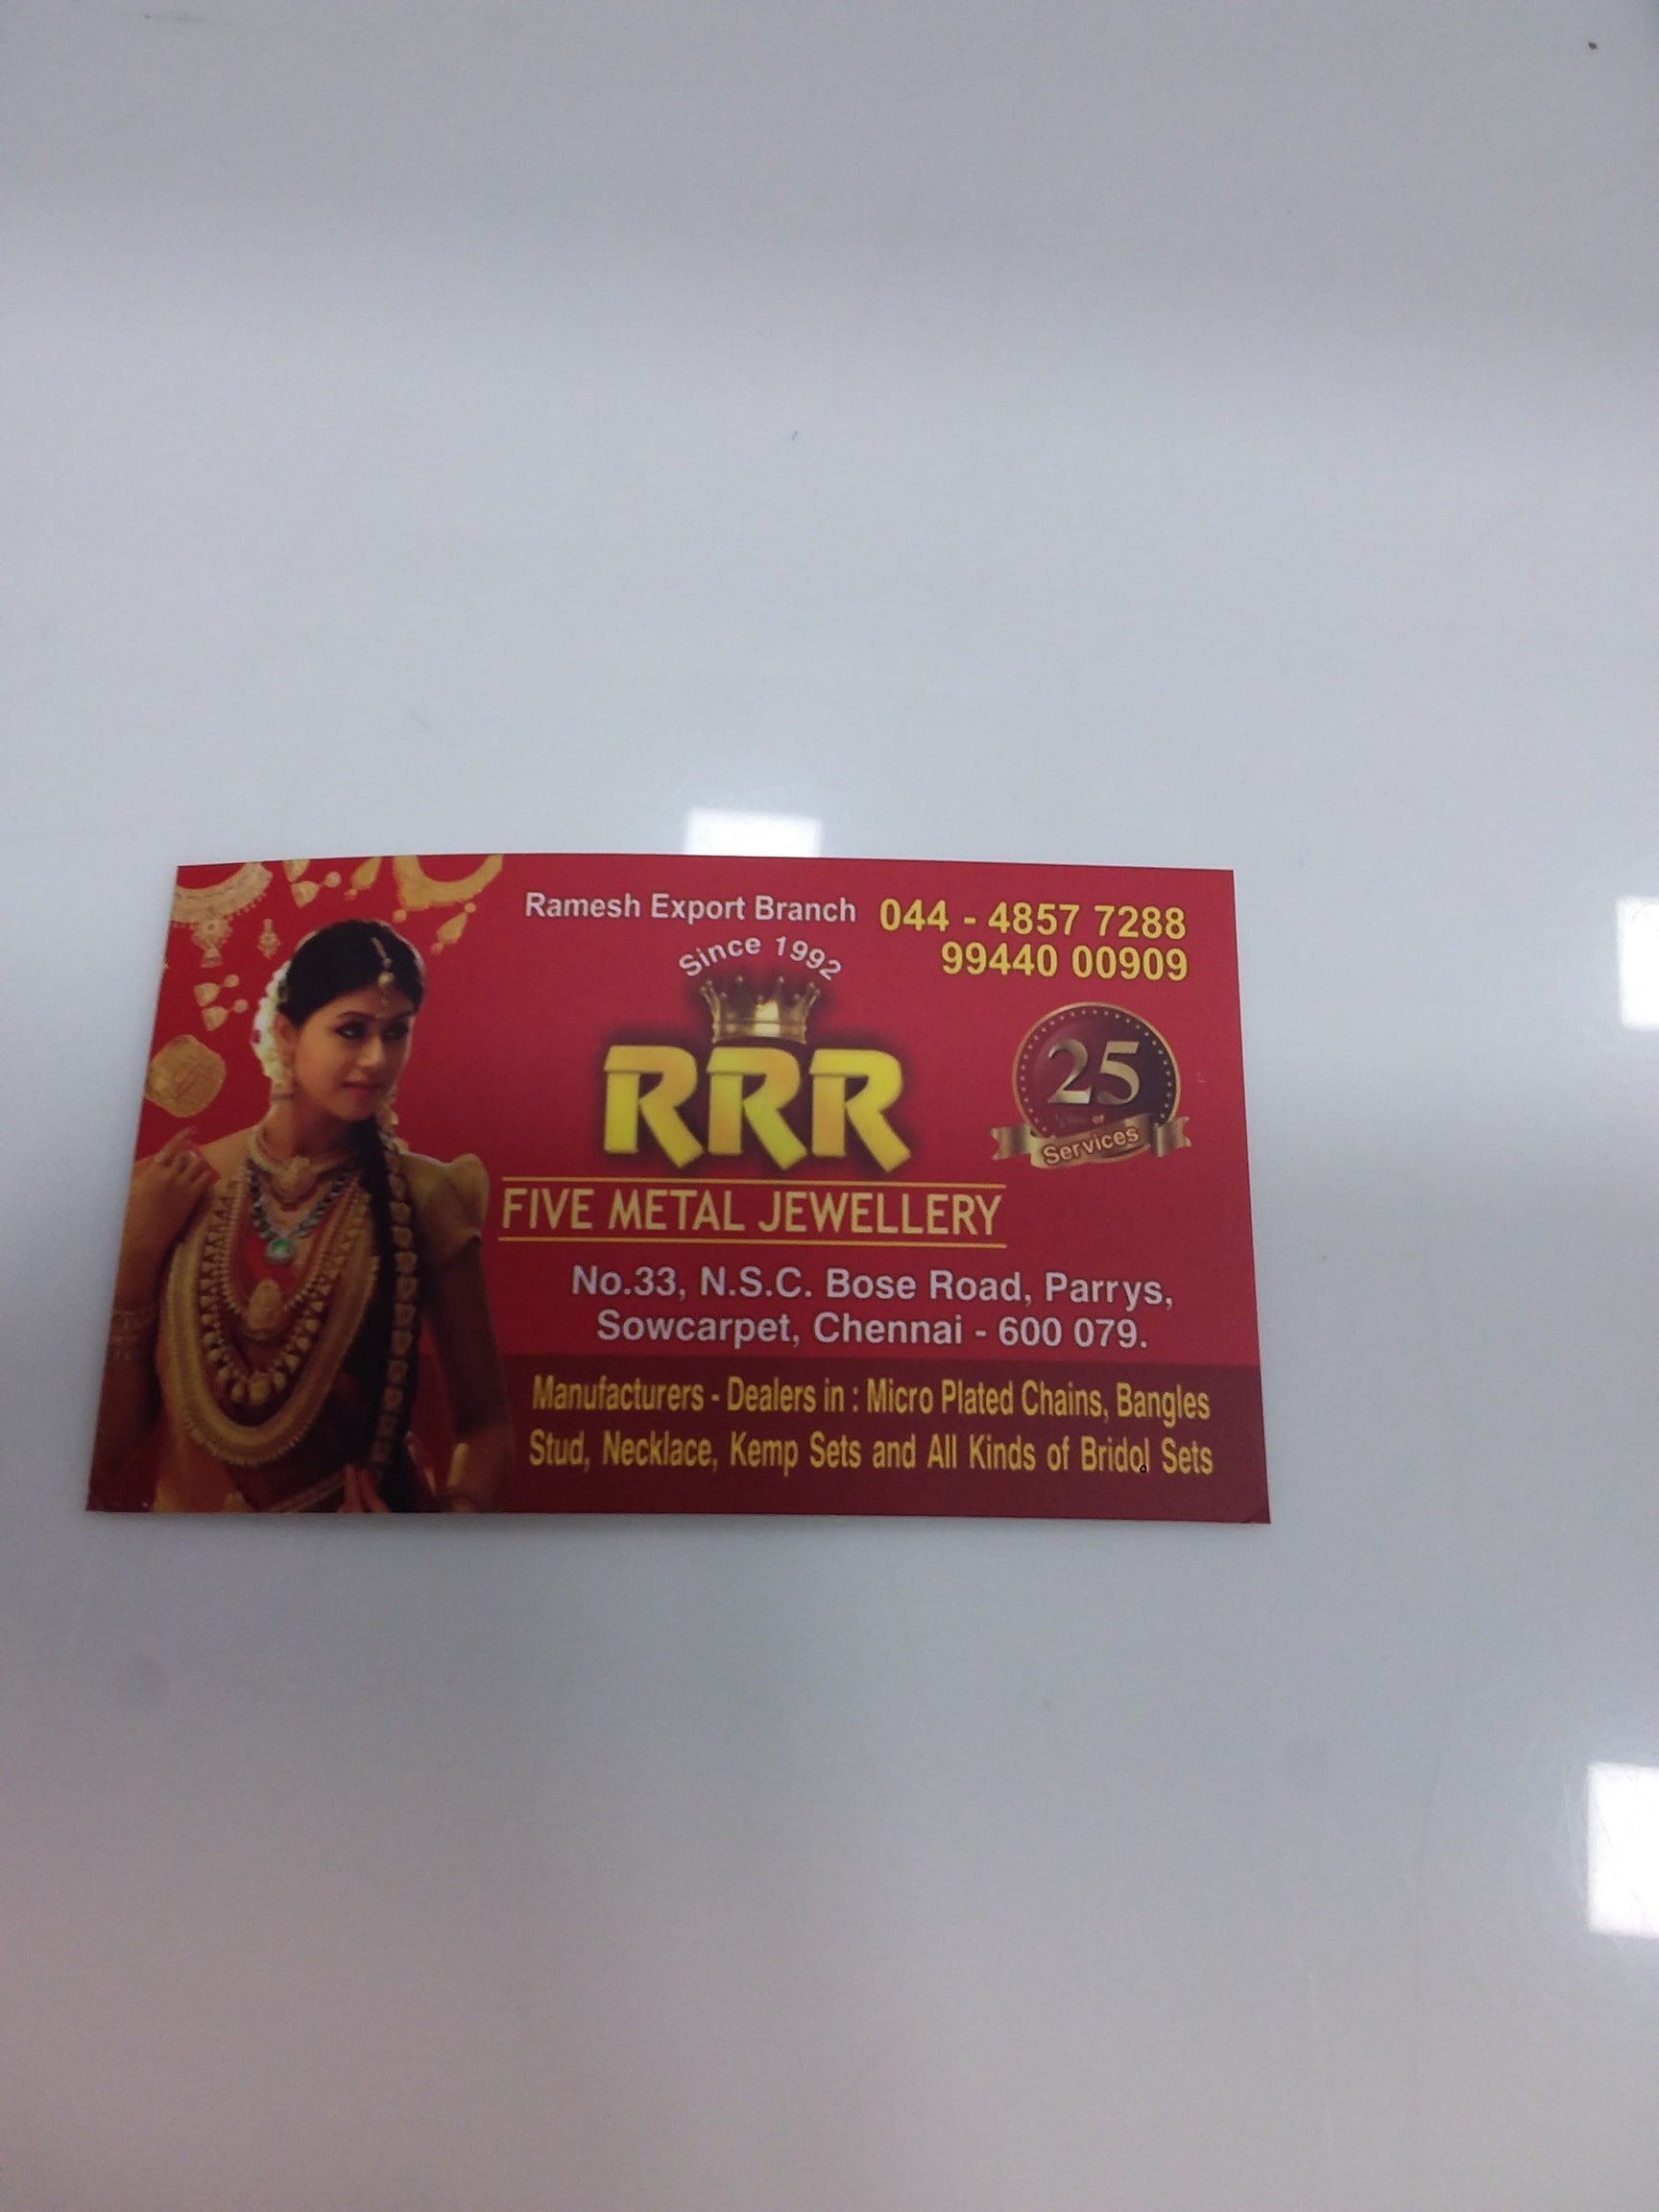 Ramesh Export Branch 044 - 4857 7288
99440 00909
Since 1992
RRR
25
of
Services
FIVE METAL JEWELLERY
No.33, N.S.C. Bose Road, Parrys,
Sowcarpet, Chennai - 600 079.
Manufacturers - Dealers in : Micro Plated Chains, Bangles
Stud, Necklace, Kemp Sets and All Kinds of Bridol Sets